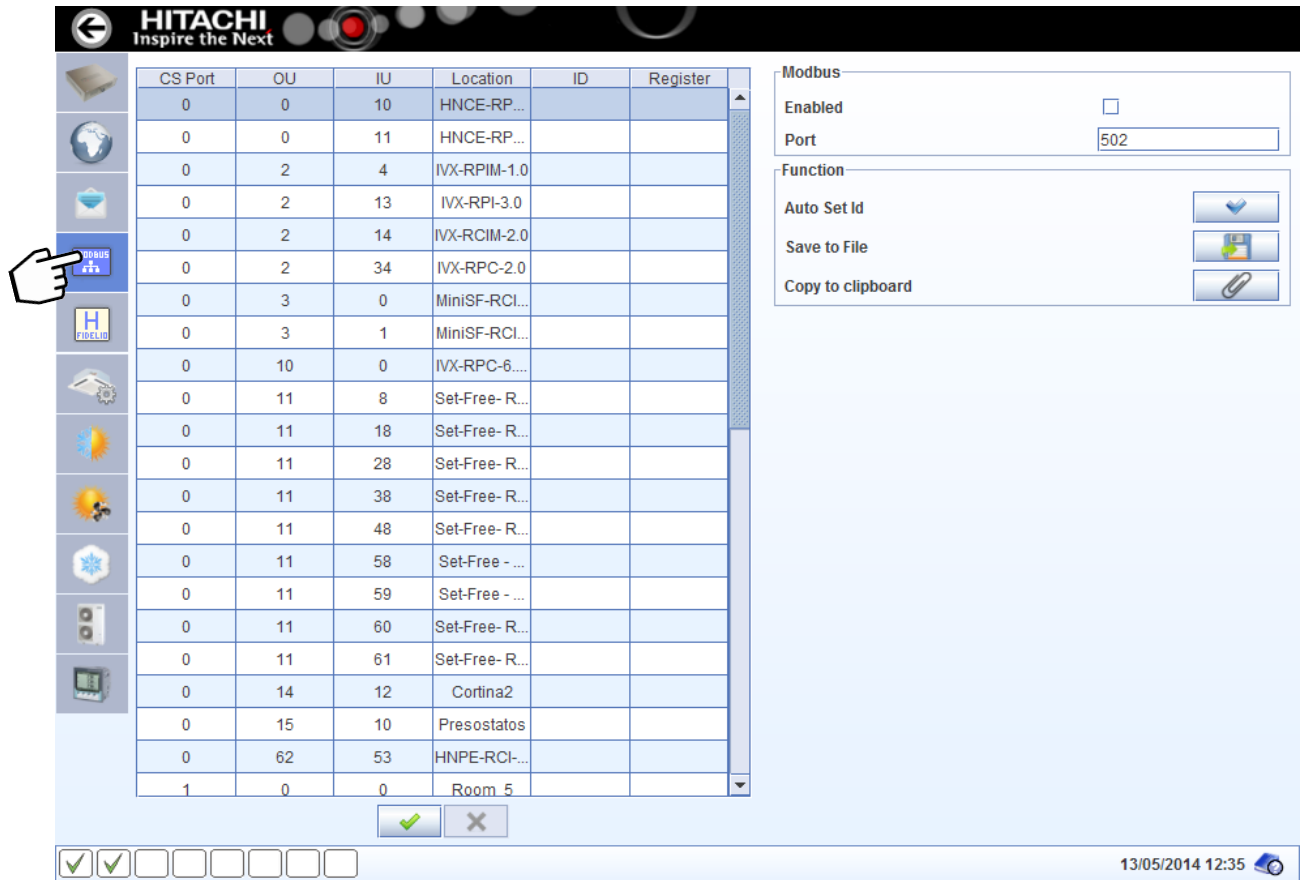 HITACHI
Inspire the Next
CS Port OU IU Location ID Register
0 0 10 HNCE-RP...
0 0 11 HNCE-RP...
0 2 4 IVX-RPIM-1.0
0 2 13 IVX-RPI-3.0
0 2 14 IVX-RCIM-2.0
0 2 34 IVX-RPC-2.0
0 3 0 MiniSF-RCI...
0 3 1 MiniSF-RCI...
0 10 0 IVX-RPC-6....
0 11 8 Set-Free- R...
0 11 18 Set-Free- R...
0 11 28 Set-Free- R...
0 11 38 Set-Free- R...
0 11 48 Set-Free- R...
0 11 58 Set-Free - ...
0 11 59 Set-Free - ...
0 11 60 Set-Free- R...
0 11 61 Set-Free- R...
0 14 12 Cortina2
0 15 10 Presostatos
0 62 53 HNPE-RCI-...
1 0 0 Room 5
Modbus
Enabled
Port 502
Function
Auto Set Id
Save to File
Copy to clipboard
H
FIDELIO
13/05/2014 12:35